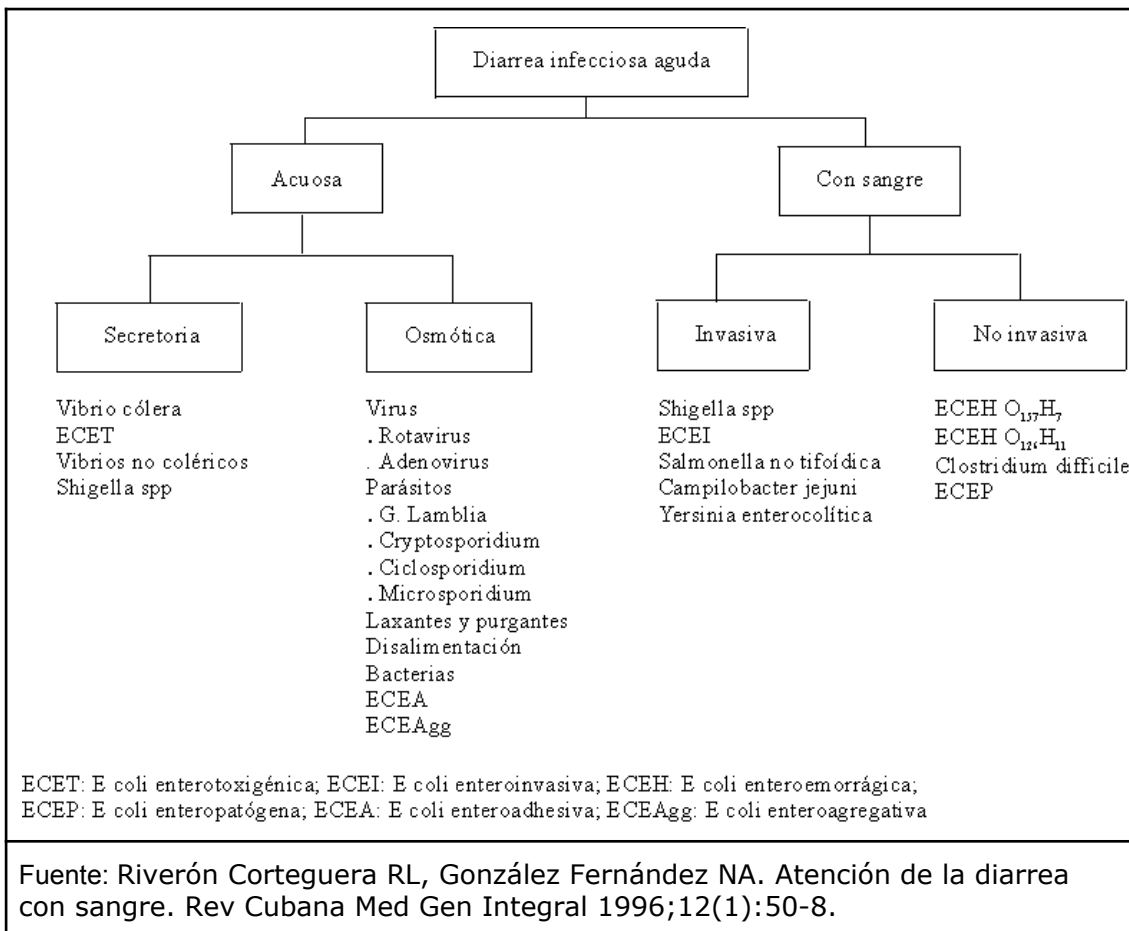 Diarrea infecciosa aguda
Acuosa
Con sangre
Secretoria
Osmótica
Invasiva
No invasiva
Vibrio cólera
ECET
Vibrios no coléricos
Shigella spp
Virus
. Rotavirus
. Adenovirus
Parásitos
. G. Lamblia
. Cryptosporidium
. Ciclosporidium
. Microsporidium
Laxantes y purgantes
Disalimentación
Bacterias
ECEA
ECEAgg
Shigella spp
ECEI
Salmonella no tifoídica
Campilobacter jejuni
Yersinia enterocolítica
ECEH O₁₅₇H₇
ECEH O₁₂₆H₁₁
Clostridium difficile
ECEP
ECET: E coli enterotoxigénica; ECEI: E coli enteroinvasiva; ECEH: E coli enteroemorrágica;
ECEP: E coli enteropatógena; ECEA: E coli enteroadhesiva; ECEAgg: E coli enteroagregativa
Fuente: Riverón Corteguera RL, González Fernández NA. Atención de la diarrea
con sangre. Rev Cubana Med Gen Integral 1996;12(1):50-8.